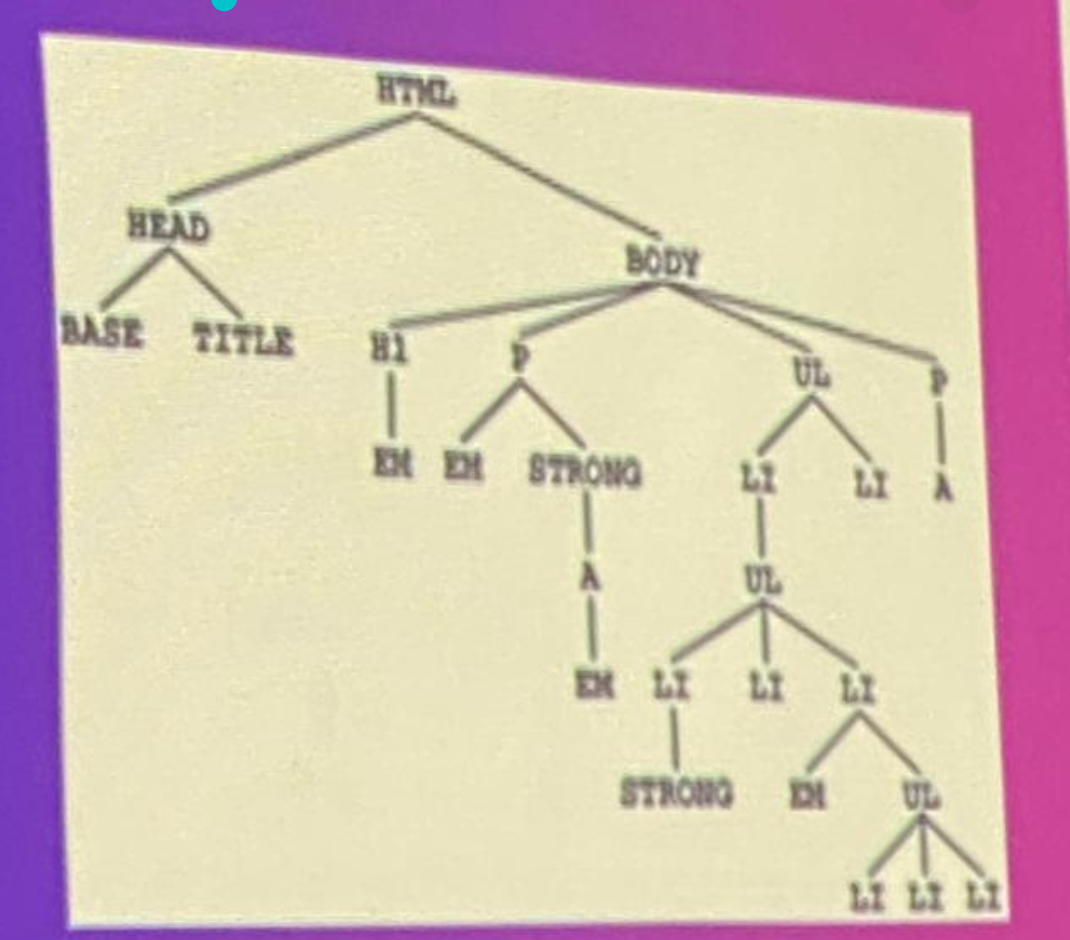 HTML
HEAD
BODY
BASE TITLE H1 P UL P
EM EM STRONG LI LI A
A UL
EM LI LI LI
STRONG EM UL
LI LI LI